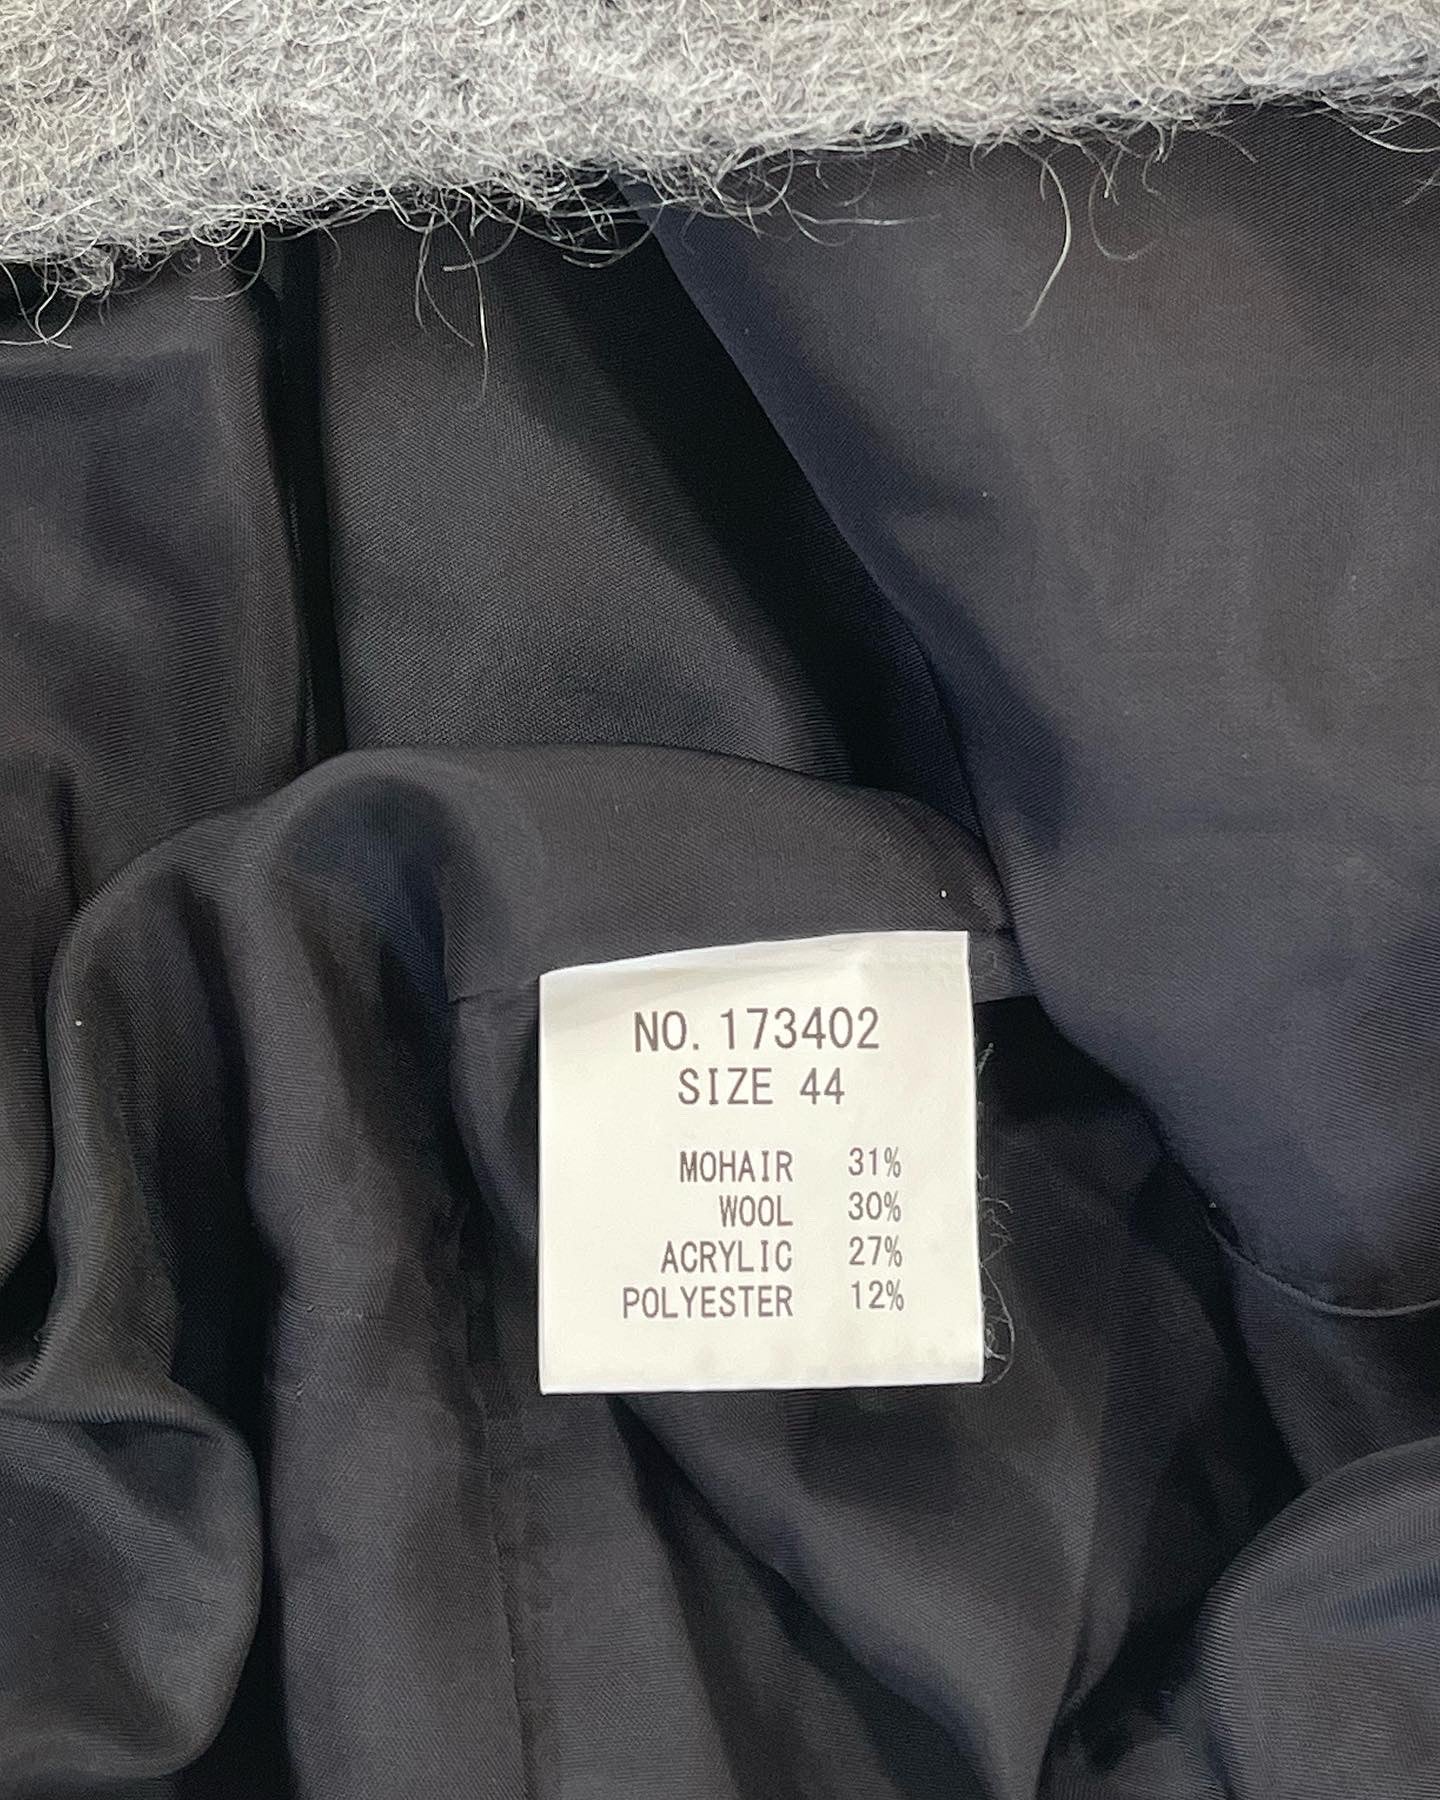 NO. 173402
SIZE 44
MOHAIR 31%
WOOL 30%
ACRYLIC 27%
POLYESTER 12%